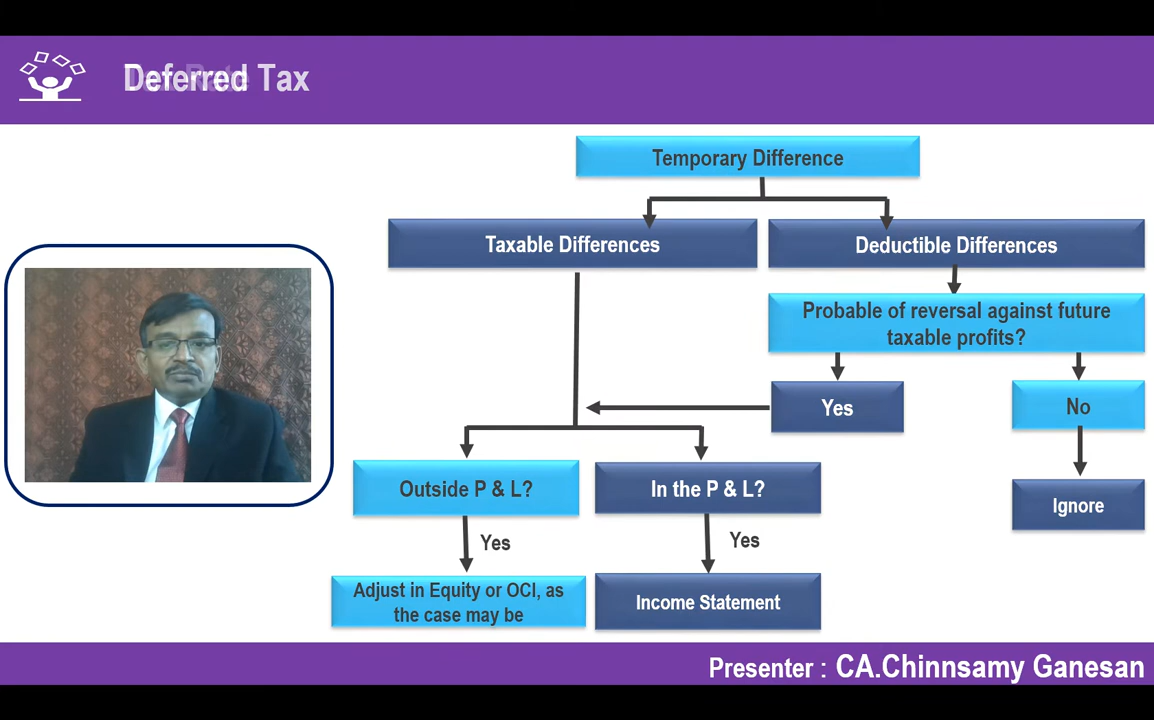 Deferred Tax
Temporary Difference
Taxable Differences
Deductible Differences
Probable of reversal against future
taxable profits?
Yes
No
Outside P & L?
In the P & L?
Ignore
Yes
Yes
Adjust in Equity or OCI, as
the case may be
Income Statement
Presenter : CA.Chinnsamy Ganesan